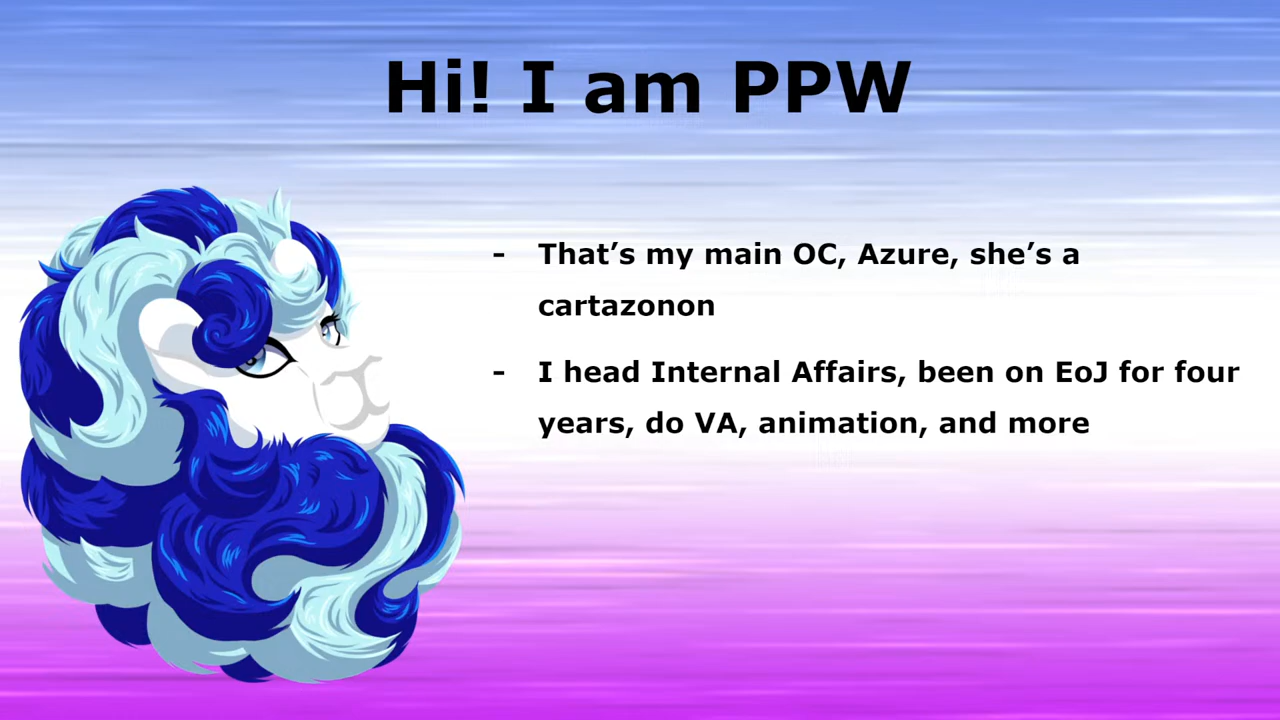 Hi! I am PPW
- That’s my main OC, Azure, she’s a
cartazonon
- I head Internal Affairs, been on EoJ for four
years, do VA, animation, and more